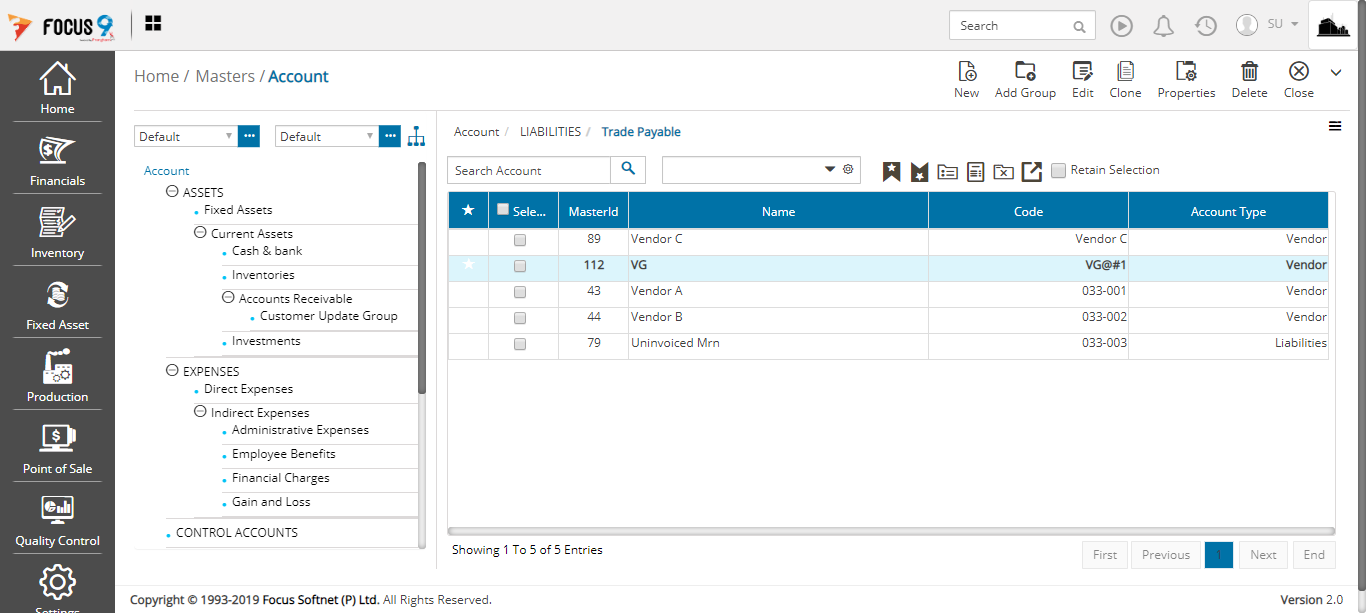 FOCUS 9
Search
SU
Home / Masters / Account
New
Add Group
Edit
Clone
Properties
Delete
Close
Home
Financials
Inventory
Fixed Asset
Production
Point of Sale
Quality Control
Settings
Default
Default
Account
ASSETS
Fixed Assets
Current Assets
Cash & bank
Inventories
Accounts Receivable
Customer Update Group
Investments
EXPENSES
Direct Expenses
Indirect Expenses
Administrative Expenses
Employee Benefits
Financial Charges
Gain and Loss
CONTROL ACCOUNTS
Account / LIABILITIES / Trade Payable
Search Account
Retain Selection
Sele... MasterId Name Code Account Type
89 Vendor C Vendor C Vendor
112 VG VG@#1 Vendor
43 Vendor A 033-001 Vendor
44 Vendor B 033-002 Vendor
79 Uninvoiced Mrn 033-003 Liabilities
Showing 1 To 5 of 5 Entries
First Previous 1 Next End
Copyright © 1993-2019 Focus Softnet (P) Ltd. All Rights Reserved.
Version 2.0